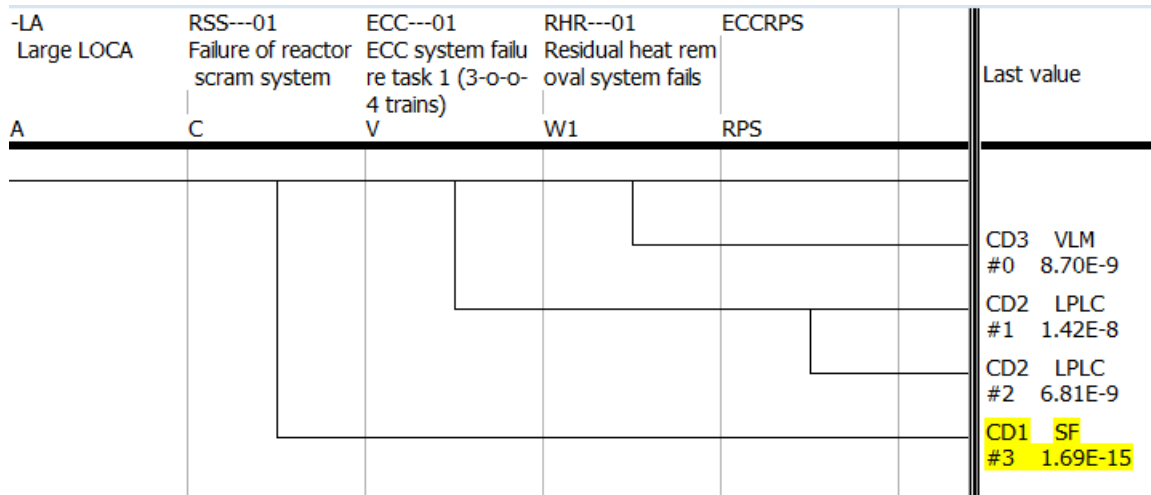 -LA
Large LOCA
A
RSS---01
Failure of reactor
scram system
C
ECC---01
ECC system failu
re task 1 (3-o-o-
4 trains)
V
RHR---01
Residual heat rem
oval system fails
W1
ECCRPS
RPS
Last value
CD3 VLM
#0 8.70E-9
CD2 LPLC
#1 1.42E-8
CD2 LPLC
#2 6.81E-9
CD1 SF
#3 1.69E-15